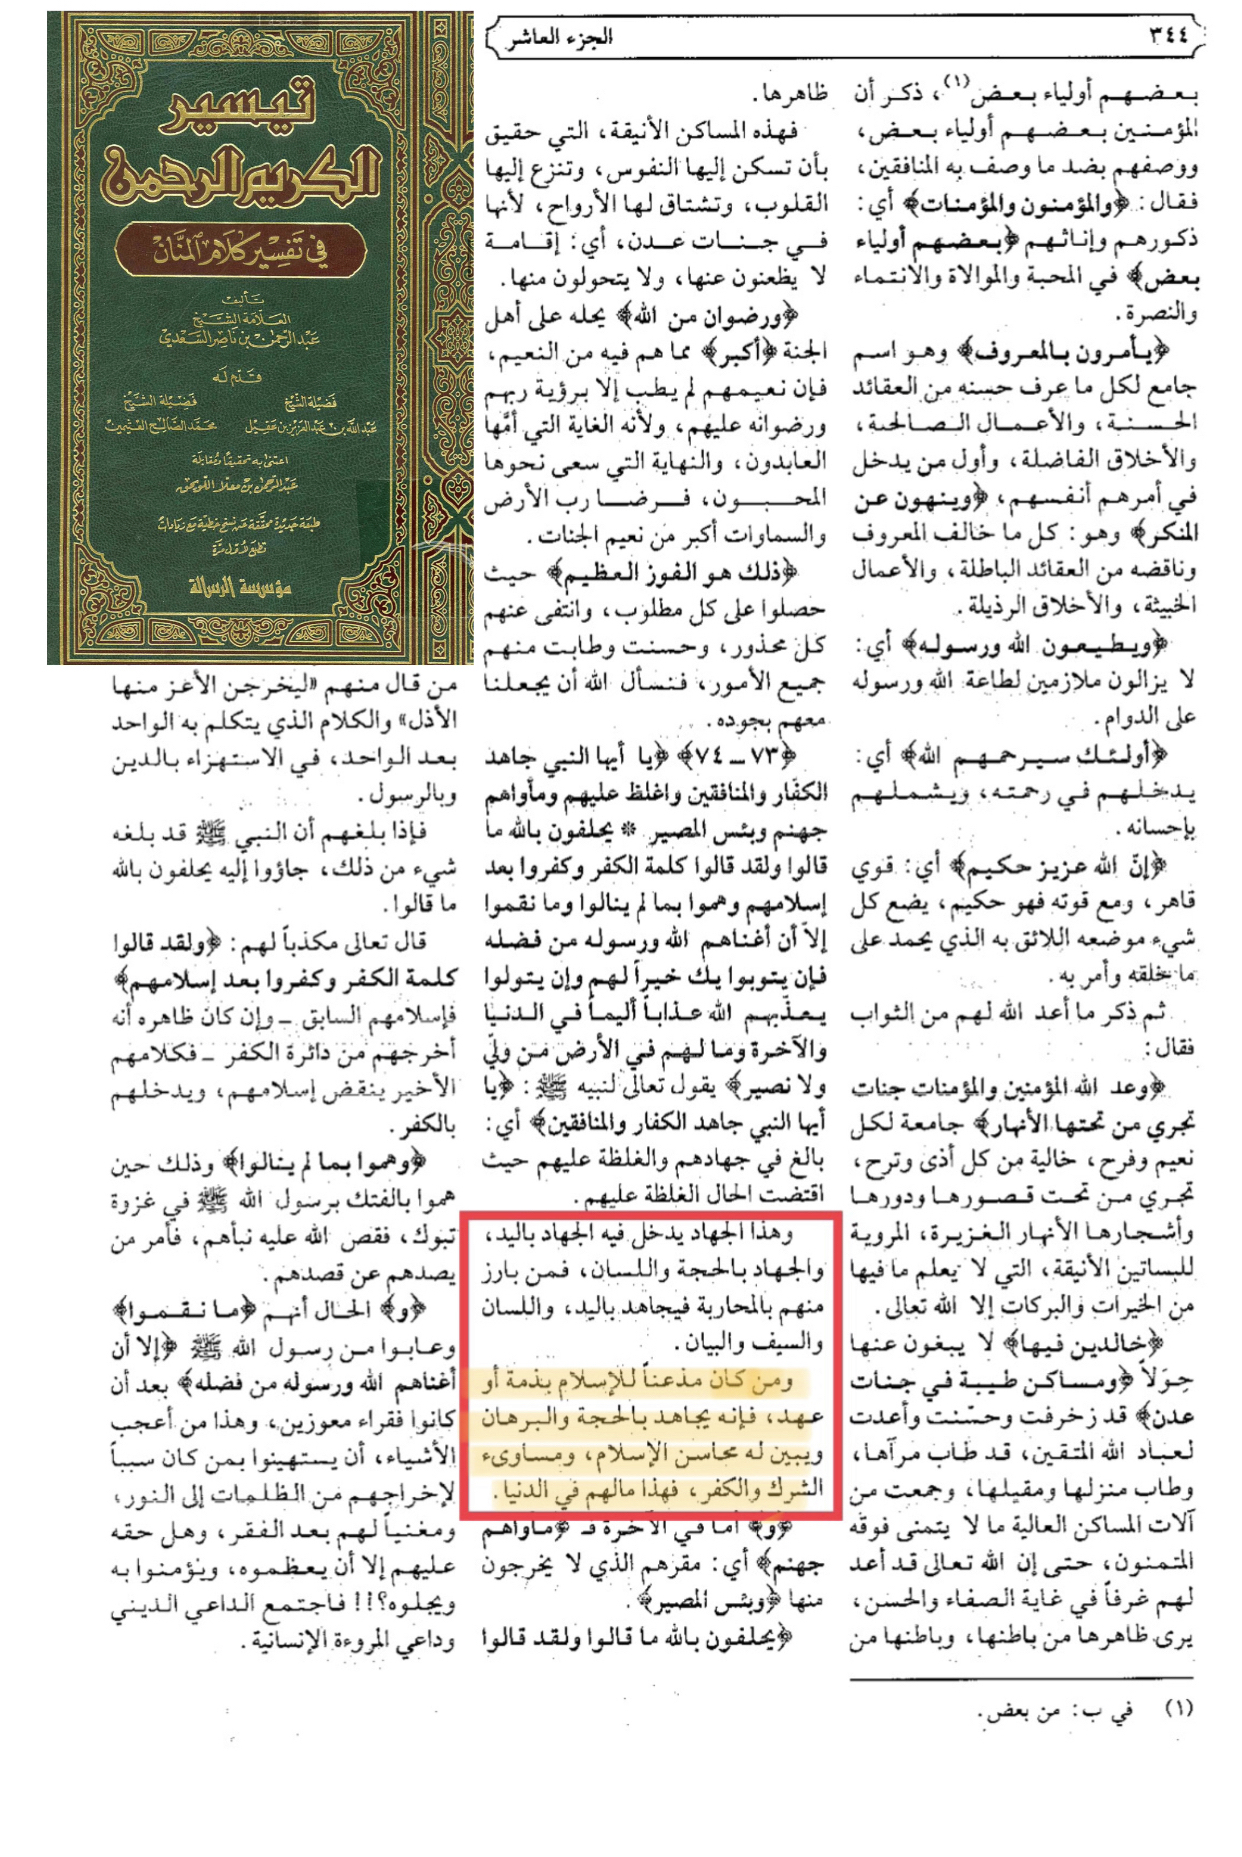 ٣٤٤
الجزء العاشر
بعضهم أولياء بعض(١)، ذكر أن
المؤمنين بعضهم أولياء بعض،
ووصفهم بضد ما وصف به المنافقين،
فقال: ﴿والمؤمنون والمؤمنات﴾ أي:
ذكورهم وإناثهم ﴿بعضهم أولياء
بعض﴾ في المحبة والموالاة والانتماء
والنصرة.
﴿يأمرون بالمعروف﴾ وهو اسم
جامع لكل ما عرف حسنه من العقائد
الحسنة، والأعمال الصالحة،
والأخلاق الفاضلة، وأول من يدخل
في أمرهم أنفسهم، ﴿وينهون عن
المنكر﴾ وهو: كل ما خالف المعروف
وناقضه من العقائد الباطلة، والأعمال
الخبيثة، والأخلاق الرذيلة.
﴿ويطيعون الله ورسوله﴾ أي:
لا يزالون ملازمين لطاعة الله ورسوله
على الدوام.
﴿أولئك سيرحمهم الله﴾ أي:
يدخلهم في رحمته، ويشملهم
بإحسانه.
﴿إنّ الله عزيز حكيم﴾ أي: قوي
قاهر، ومع قوته فهو حكيم، يضع كل
شيء موضعه اللائق به الذي يحمد على
ما خلقه وأمر به.
ثم ذكر ما أعد الله لهم من الثواب
فقال:
﴿وعد الله المؤمنين والمؤمنات جنات
تجري من تحتها الأنهار﴾ جامعة لكل
نعيم وفرح، خالية من كل أذى وترح،
تجري من تحت قصورها ودورها
وأشجارها الأنهار الغزيرة، المروية
للبساتين الأنيقة، التي لا يعلم ما فيها
من الخيرات والبركات إلا الله تعالى.
﴿خالدين فيها﴾ لا يبغون عنها
حِوَلاً ﴿ومساكن طيبة في جنات
عدن﴾ قد زخرفت وحسّنت وأعدت
لعباد الله المتقين، قد طاب مرآها،
وطاب منزلها ومقيلها، وجمعت من
آلات المساكن العالية ما لا يتمنى فوقه
المتمنون، حتى إن الله تعالى قد أعد
لهم غرفاً في غاية الصفاء والحسن،
يرى ظاهرها من باطنها، وباطنها من
(١) في ب: من بعض.
ظاهرها.
فهذه المساكن الأنيقة، التي حقيق
بأن تسكن إليها النفوس، وتنزع إليها
القلوب، وتشتاق لها الأرواح، لأنها
في جنات عدن، أي: إقامة
لا يظعنون عنها، ولا يتحولون منها.
﴿ورضوان من الله﴾ يحله على أهل
الجنة ﴿أكبر﴾ مما هم فيه من النعيم،
فإن نعيمهم لم يطب إلا برؤية ربهم
ورضوانه عليهم، ولأنه الغاية التي أمَّها
العابدون، والنهاية التي سعى نحوها
المحبون، فرضا رب الأرض
والسماوات أكبر من نعيم الجنات.
﴿ذلك هو الفوز العظيم﴾ حيث
حصلوا على كل مطلوب، وانتفى عنهم
كل محذور، وحسنت وطابت منهم
جميع الأمور، فنسأل الله أن يجعلنا
معهم بجوده.
﴿٧٣ ـ ٧٤﴾ ﴿يا أيها النبي جاهد
الكفّار والمنافقين واغلظ عليهم ومأواهم
جهنم وبئس المصير * يحلفون بالله ما
قالوا ولقد قالوا كلمة الكفر وكفروا بعد
إسلامهم وهموا بما لم ينالوا وما نقموا
إلاّ أن أغناهم الله ورسوله من فضله
فإن يتوبوا يك خيراً لهم وإن يتولوا
يعذّبهم الله عذاباً أليماً في الدنيا
والآخرة وما لهم في الأرض من وليّ
ولا نصير﴾ يقول تعالى لنبيه ﷺ: ﴿يا
أيها النبي جاهد الكفار والمنافقين﴾ أي:
بالغ في جهادهم والغلظة عليهم حيث
اقتضت الحال الغلظة عليهم.
وهذا الجهاد يدخل فيه الجهاد باليد،
والجهاد بالحجة واللسان، فمن بارز
منهم بالمحاربة فيجاهد باليد، واللسان
والسيف والبيان.
ومن كان مذعناً للإسلام بذمة أو
عهد، فإنه يجاهد بالحجة والبرهان
ويبين له محاسن الإسلام، ومساوىء
الشرك والكفر، فهذا مالهم في الدنيا.
﴿و﴾ أما في الآخرة فـ ﴿مأواهم
جهنم﴾ أي: مقرهم الذي لا يخرجون
منها ﴿وبئس المصير﴾.
﴿يحلفون بالله ما قالوا ولقد قالوا
تيسير
الكريم الرحمن
في تفسير كلام المنان
تأليف
العلامة الشيخ
عبد الرحمن بن ناصر السعدي
قدم له
فضيلة الشيخ
عبد الله بن عبد العزيز بن عقيل
فضيلة الشيخ
محمد الصالح العثيمين
اعتنى به تحقيقا ومقابلة
عبد الرحمن بن معلا اللويحق
طبعة جديدة محققة عن نسخ خطية مع زيادات
تطبع لأول مرة
مؤسسة الرسالة
من قال منهم «ليخرجن الأعز منها
الأذل» والكلام الذي يتكلم به الواحد
بعد الواحد، في الاستهزاء بالدين
وبالرسول.
فإذا بلغهم أن النبي ﷺ قد بلغه
شيء من ذلك، جاؤوا إليه يحلفون بالله
ما قالوا.
قال تعالى مكذباً لهم: ﴿ولقد قالوا
كلمة الكفر وكفروا بعد إسلامهم﴾
فإسلامهم السابق ـ وإن كان ظاهره أنه
أخرجهم من دائرة الكفر ـ فكلامهم
الأخير ينقض إسلامهم، ويدخلهم
بالكفر.
﴿وهموا بما لم ينالوا﴾ وذلك حين
هموا بالفتك برسول الله ﷺ في غزوة
تبوك، فقص الله عليه نبأهم، فأمر من
يصدهم عن قصدهم.
﴿و﴾ الحال أنهم ﴿ما نقموا﴾
وعابوا من رسول الله ﷺ ﴿إلا أن
أغناهم الله ورسوله من فضله﴾ بعد أن
كانوا فقراء معوزين، وهذا من أعجب
الأشياء، أن يستهينوا بمن كان سبباً
لإخراجهم من الظلمات إلى النور،
ومغنياً لهم بعد الفقر، وهل حقه
عليهم إلا أن يعظموه، ويؤمنوا به
ويجلوه؟!! فاجتمع الداعي الديني
وداعي المروءة الإنسانية.